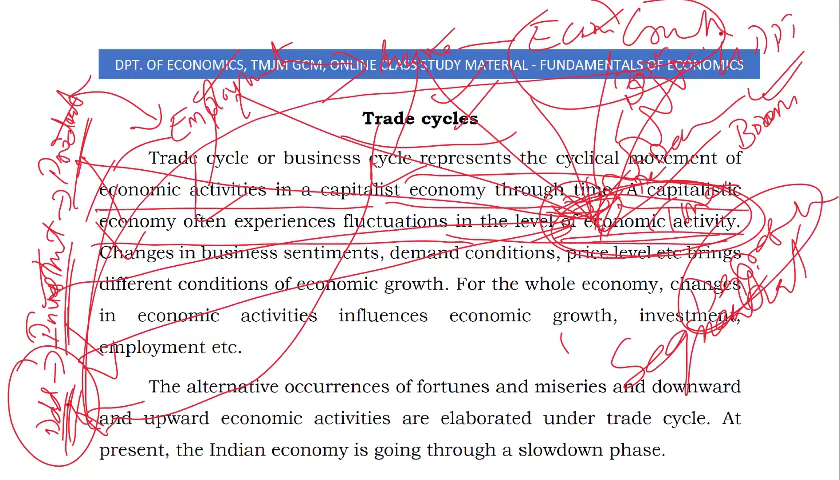 DPT. OF ECONOMICS, TMJM GCM, ONLINE CLASS STUDY MATERIAL - FUNDAMENTALS OF ECONOMICS
Trade cycles
Trade cycle or business cycle represents the cyclical movement of
economic activities in a capitalist economy through time. A capitalistic
economy often experiences fluctuations in the level of economic activity.
Changes in business sentiments, demand conditions, price level etc brings
different conditions of economic growth. For the whole economy, changes
in economic activities influences economic growth, investment,
employment etc.
The alternative occurrences of fortunes and miseries and downward
and upward economic activities are elaborated under trade cycle. At
present, the Indian economy is going through a slowdown phase.
Employment
Boom
Investment